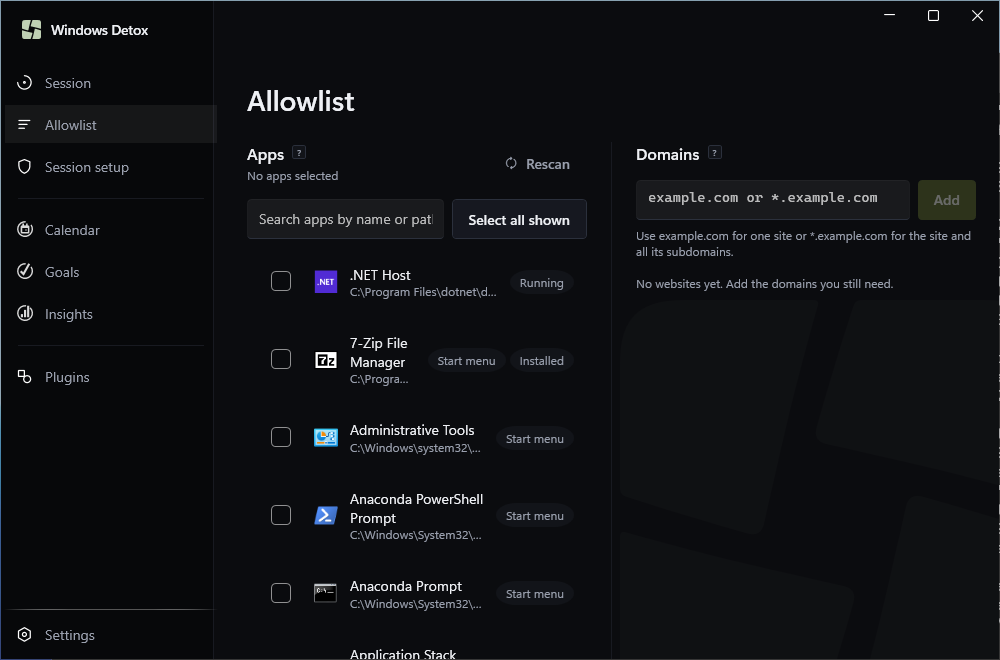 Windows Detox
Session
Allowlist
Session setup
Calendar
Goals
Insights
Plugins
Settings
Allowlist
Apps ?
No apps selected
Rescan
Search apps by name or pat
Select all shown
.NET
.NET Host
C:\Program Files\dotnet\d...
Running
7z
7-Zip File
Manager
C:\Progra...
Start menu
Installed
Administrative Tools
C:\Windows\system32\...
Start menu
Anaconda PowerShell
Prompt
C:\Windows\System32\...
Start menu
Anaconda Prompt
C:\Windows\System32\...
Start menu
Application Stack
Domains ?
example.com or *.example.com
Add
Use example.com for one site or *.example.com for the site and
all its subdomains.
No websites yet. Add the domains you still need.